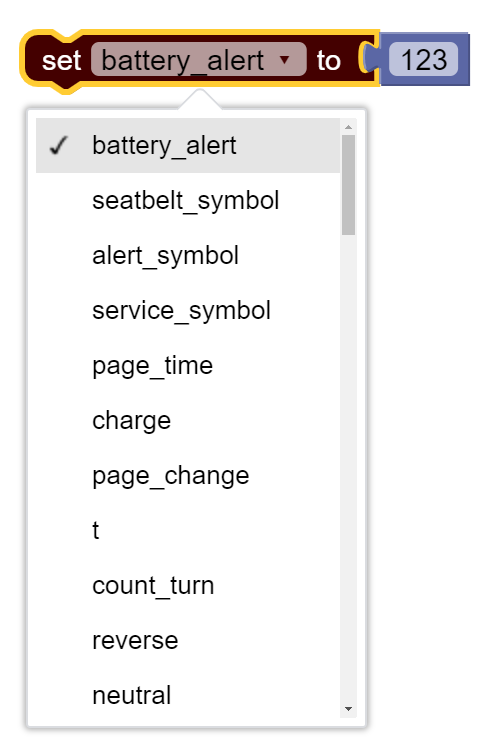 set battery_alert ▾ to 123
✓ battery_alert
seatbelt_symbol
alert_symbol
service_symbol
page_time
charge
page_change
t
count_turn
reverse
neutral